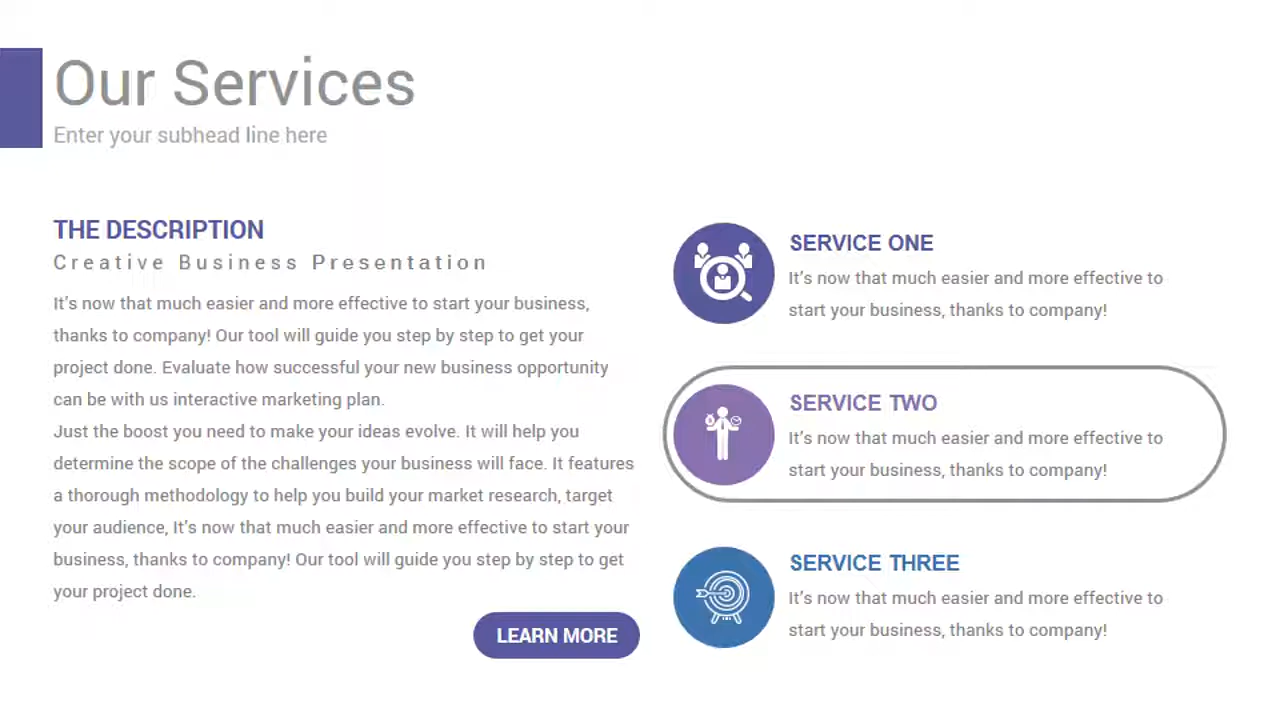 Our Services
Enter your subhead line here
THE DESCRIPTION
Creative Business Presentation
It's now that much easier and more effective to start your business,
thanks to company! Our tool will guide you step by step to get your
project done. Evaluate how successful your new business opportunity
can be with us interactive marketing plan.
Just the boost you need to make your ideas evolve. It will help you
determine the scope of the challenges your business will face. It features
a thorough methodology to help you build your market research, target
your audience, It's now that much easier and more effective to start your
business, thanks to company! Our tool will guide you step by step to get
your project done.
LEARN MORE
SERVICE ONE
It's now that much easier and more effective to
start your business, thanks to company!
SERVICE TWO
It's now that much easier and more effective to
start your business, thanks to company!
SERVICE THREE
It's now that much easier and more effective to
start your business, thanks to company!